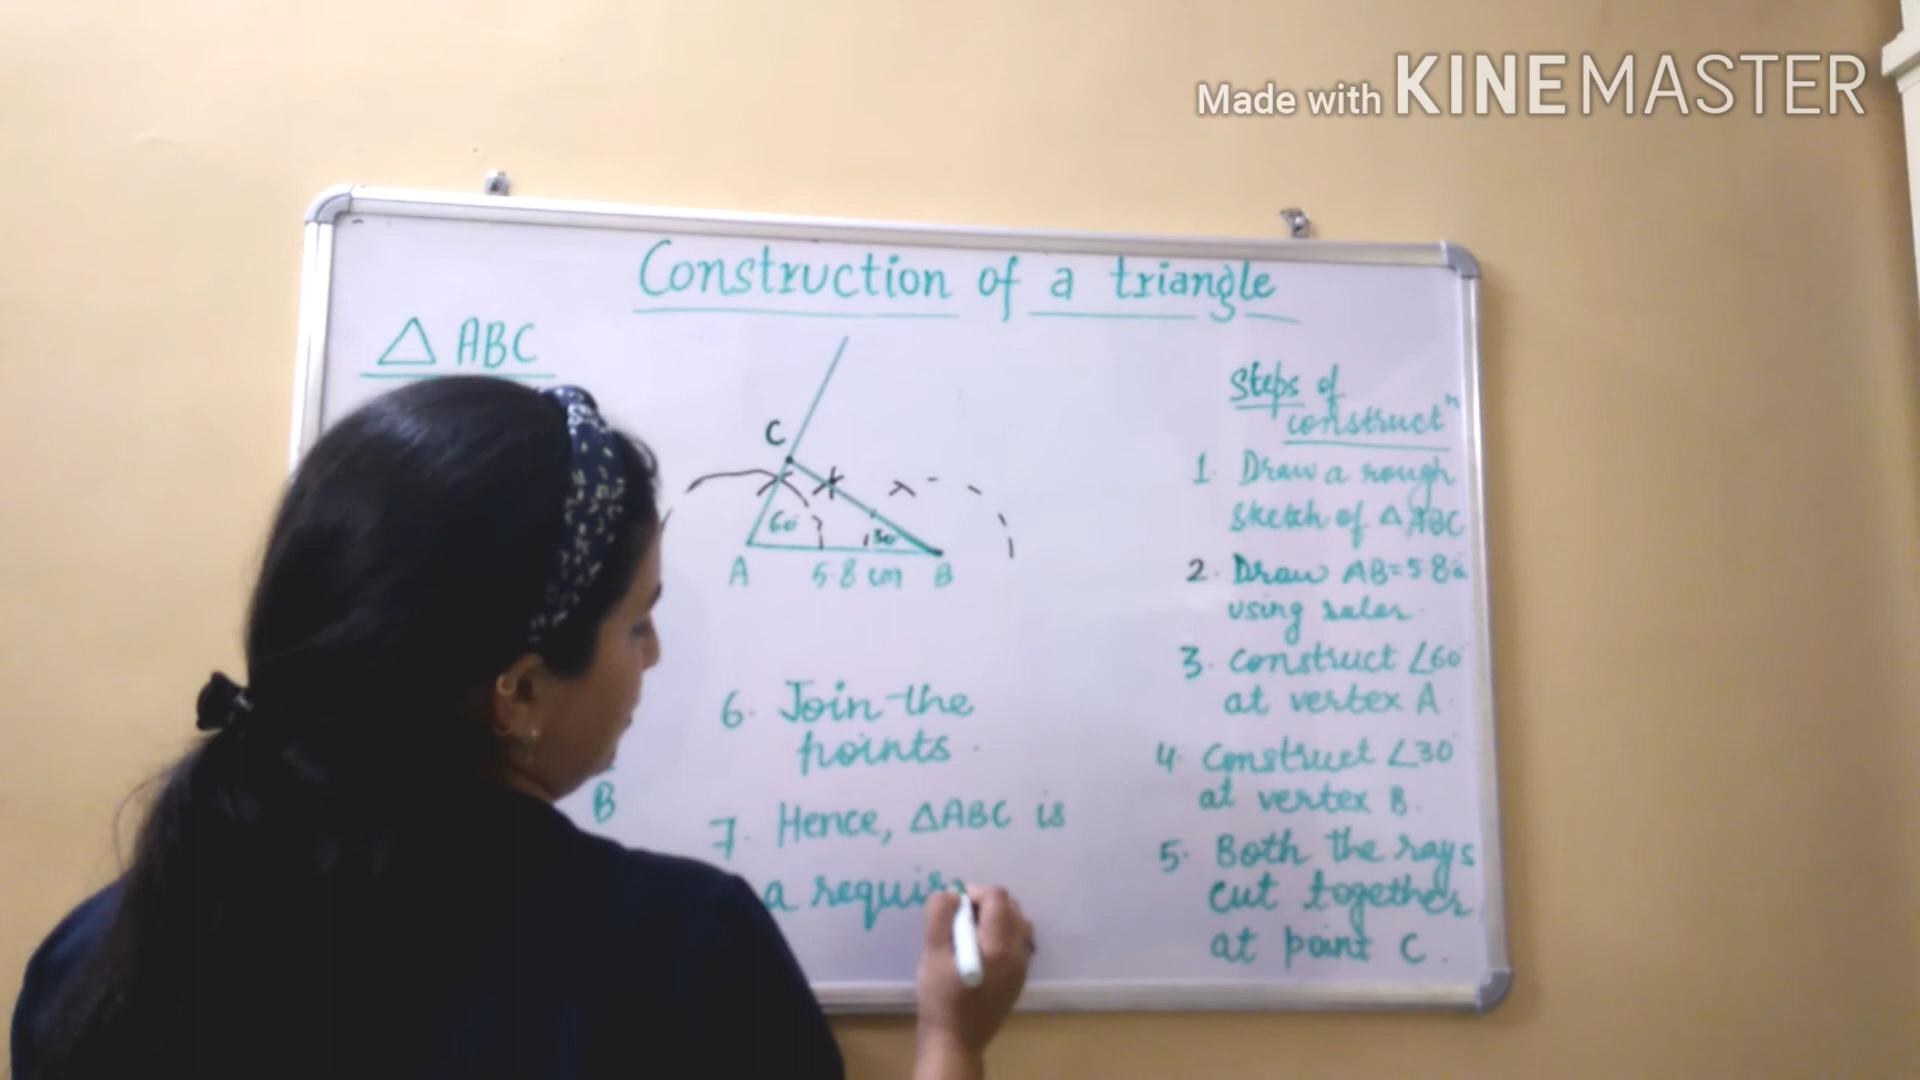 Made with KINEMASTER
Construction of a triangle
△ ABC
C
60°
30°
A 5.8 cm B
B
6. Join the
points.
7. Hence, △ABC is
a requir
Steps of
construct"
1. Draw a rough
sketch of △ABC
2. Draw AB=5.8
using ruler.
3. Construct ∠60°
at vertex A.
4. Construct ∠30°
at vertex B.
5. Both the rays
cut together
at point C.